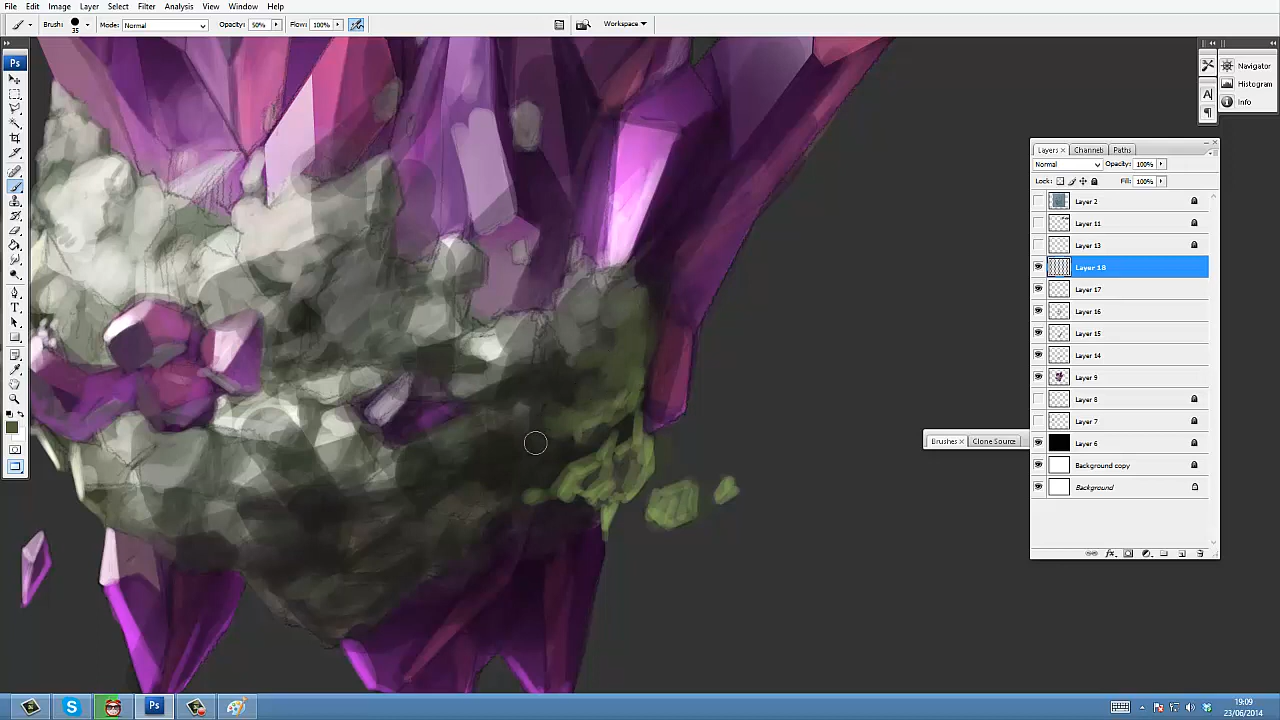 File Edit Image Layer Select Filter Analysis View Window Help
Brush: 35 Mode: Normal Opacity: 50% Flow: 100% Workspace
Ps
Navigator
Histogram
Info
Layers Channels Paths
Normal Opacity: 100%
Lock: Fill: 100%
Layer 2
Layer 11
Layer 13
Layer 18
Layer 17
Layer 16
Layer 15
Layer 14
Layer 9
Layer 8
Layer 7
Layer 6
Background copy
Background
Brushes Clone Source
Ps
19:09
23/06/2014